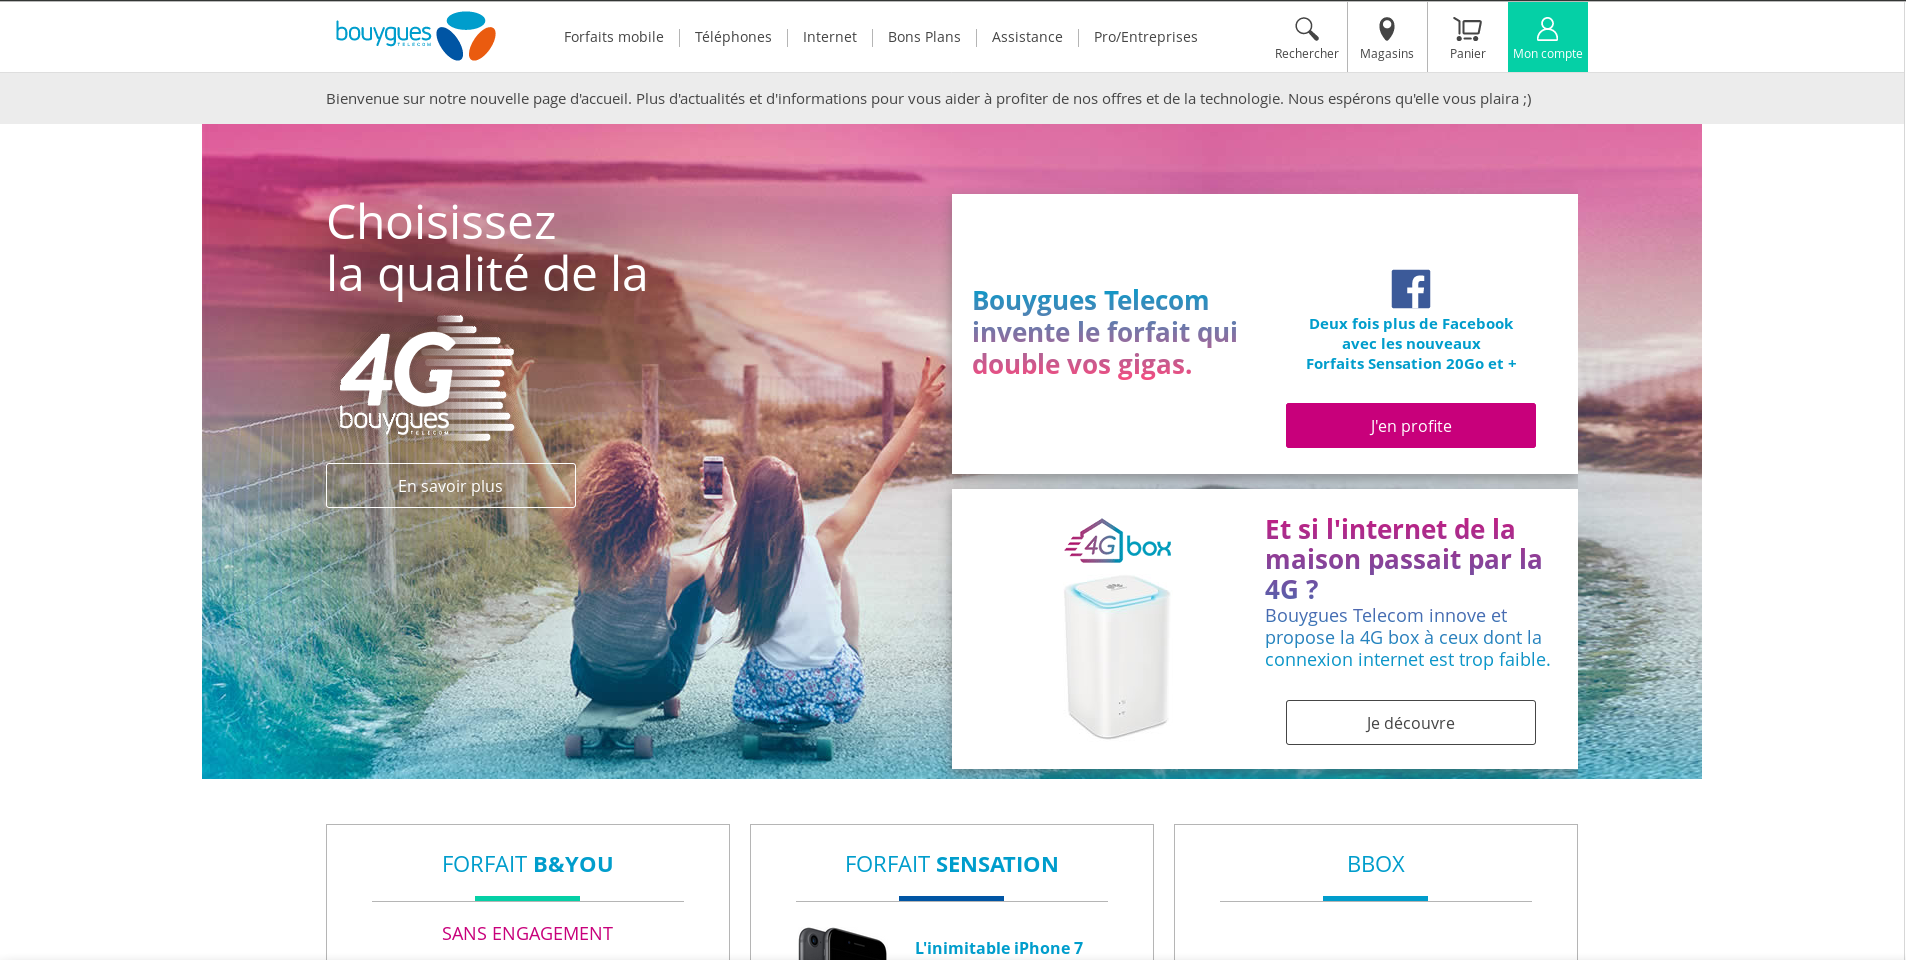 bouygues
TELECOM
Forfaits mobile
Téléphones
Internet
Bons Plans
Assistance
Pro/Entreprises
Rechercher
Magasins
Panier
Mon compte
Bienvenue sur notre nouvelle page d'accueil. Plus d'actualités et d'informations pour vous aider à profiter de nos offres et de la technologie. Nous espérons qu'elle vous plaira ;)
Choisissez
la qualité de la
4G
bouygues
TELECOM
En savoir plus
Bouygues Telecom
invente le forfait qui
double vos gigas.
Deux fois plus de Facebook
avec les nouveaux
Forfaits Sensation 20Go et +
J'en profite
4G box
Et si l'internet de la
maison passait par la
4G ?
Bouygues Telecom innove et
propose la 4G box à ceux dont la
connexion internet est trop faible.
Je découvre
FORFAIT B&YOU
SANS ENGAGEMENT
FORFAIT SENSATION
L'inimitable iPhone 7
BBOX